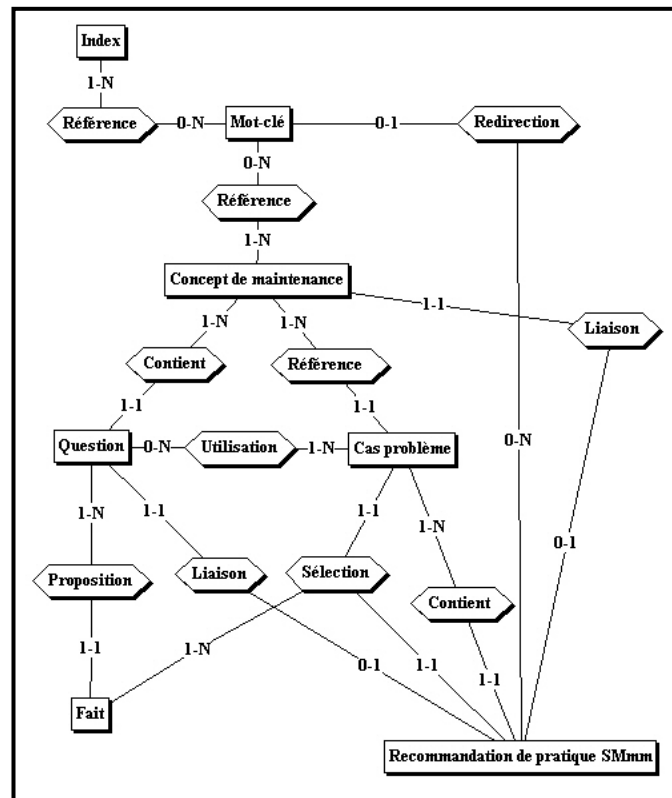 Index
1-N
Référence
0-N
Mot-clé
0-1
Redirection
0-N
Référence
1-N
Concept de maintenance
1-N
1-N
1-1
Liaison
Contient
Référence
1-1
1-1
0-N
Question
0-N
Utilisation
1-N
Cas problème
1-N
1-1
1-1
1-N
0-1
Proposition
Liaison
Sélection
Contient
1-1
1-N
0-1
1-1
1-1
Fait
Recommandation de pratique SMmm